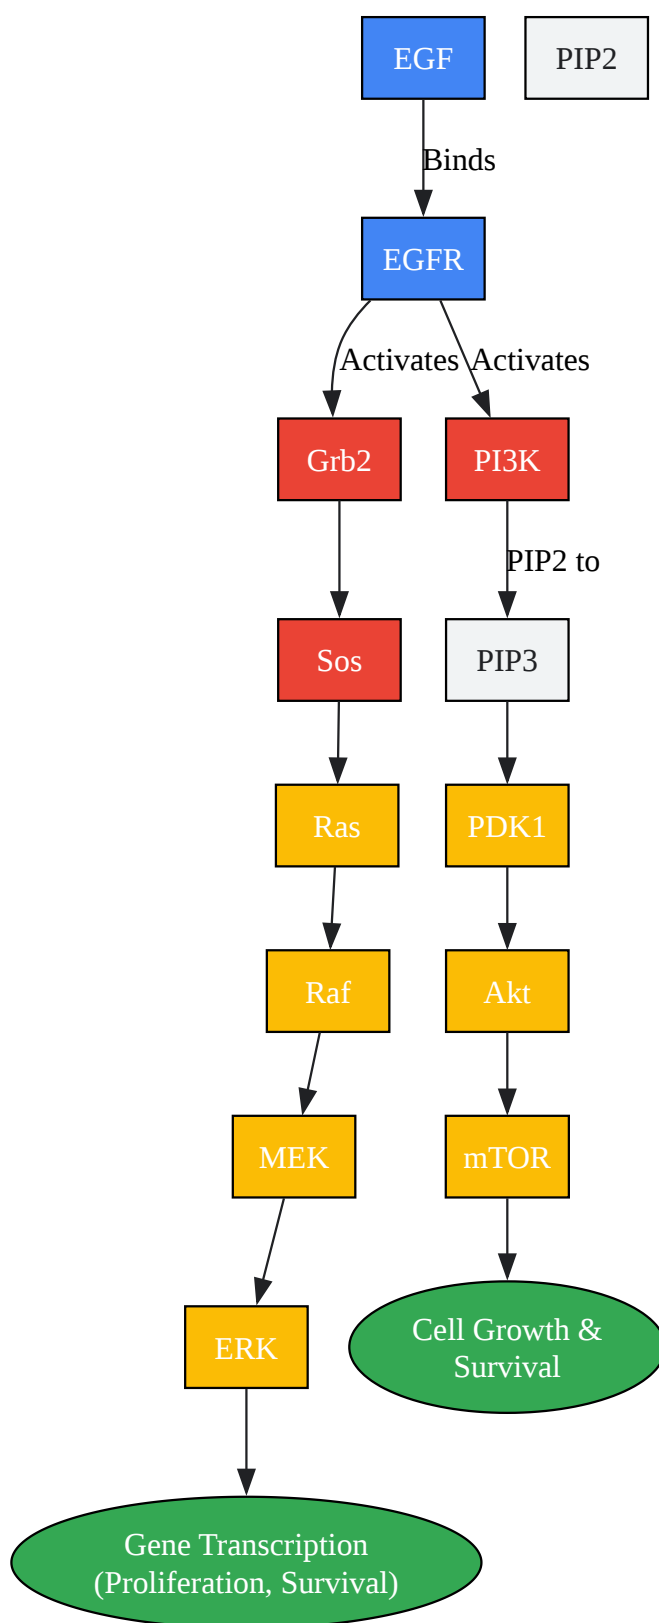 EGF
PIP2
Binds
EGFR
Activates
Activates
Grb2
PI3K
PIP2 to
Sos
PIP3
Ras
PDK1
Raf
Akt
MEK
mTOR
ERK
Cell Growth &
Survival
Gene Transcription
(Proliferation, Survival)